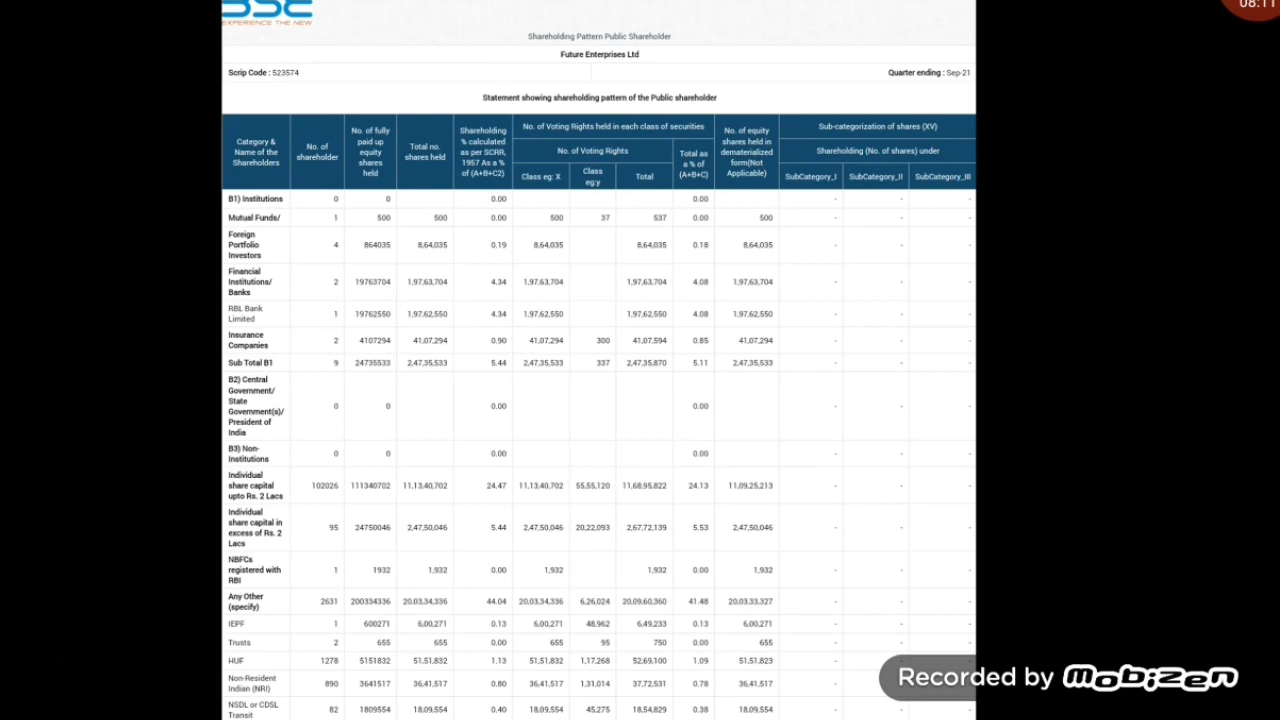 08:11
BSE
EXPERIENCE THE NEW
Shareholding Pattern Public Shareholder
Future Enterprises Ltd
Scrip Code : 523574 Quarter ending : Sep-21
Statement showing shareholding pattern of the Public shareholder
Category & Name of the Shareholders
No. of shareholder
No. of fully paid up equity shares held
Total no. shares held
Shareholding % calculated as per SCRR, 1957 As a % of (A+B+C2)
No. of Voting Rights held in each class of securities
No. of Voting Rights
Class eg: X
Class eg:y
Total
Total as a % of (A+B+C)
No. of equity shares held in dematerialized form(Not Applicable)
Sub-categorization of shares (XV)
Shareholding (No. of shares) under
SubCategory_I SubCategory_II SubCategory_III
B1) Institutions 0 0 0.00 0.00 - - -
Mutual Funds/ 1 500 500 0.00 500 37 537 0.00 500 - - -
Foreign Portfolio Investors 4 864035 8,64,035 0.19 8,64,035 8,64,035 0.18 8,64,035 - - -
Financial Institutions/ Banks 2 19763704 1,97,63,704 4.34 1,97,63,704 1,97,63,704 4.08 1,97,63,704 - - -
RBL Bank Limited 1 19762550 1,97,62,550 4.34 1,97,62,550 1,97,62,550 4.08 1,97,62,550 - - -
Insurance Companies 2 4107294 41,07,294 0.90 41,07,294 300 41,07,594 0.85 41,07,294 - - -
Sub Total B1 9 24735533 2,47,35,533 5.44 2,47,35,533 337 2,47,35,870 5.11 2,47,35,533 - - -
B2) Central Government/ State Government(s)/ President of India 0 0 0.00 0.00 - - -
B3) Non-Institutions 0 0 0.00 0.00 - - -
Individual share capital upto Rs. 2 Lacs 102026 111340702 11,13,40,702 24.47 11,13,40,702 55,55,120 11,68,95,822 24.13 11,09,25,213 - - -
Individual share capital in excess of Rs. 2 Lacs 95 24750046 2,47,50,046 5.44 2,47,50,046 20,22,093 2,67,72,139 5.53 2,47,50,046 - - -
NBFCs registered with RBI 1 1932 1,932 0.00 1,932 1,932 0.00 1,932 - - -
Any Other (specify) 2631 200334336 20,03,34,336 44.04 20,03,34,336 6,26,024 20,09,60,360 41.48 20,03,33,327 - - -
IEPF 1 600271 6,00,271 0.13 6,00,271 48,962 6,49,233 0.13 6,00,271 - - -
Trusts 2 655 655 0.00 655 95 750 0.00 655 - - -
HUF 1278 5151832 51,51,832 1.13 51,51,832 1,17,268 52,69,100 1.09 51,51,823 - -
Non-Resident Indian (NRI) 890 3641517 36,41,517 0.80 36,41,517 1,31,014 37,72,531 0.78 36,41,517 - -
NSDL or CDSL Transit 82 1809554 18,09,554 0.40 18,09,554 45,275 18,54,829 0.38 18,09,554 - - -
Recorded by Mobizen